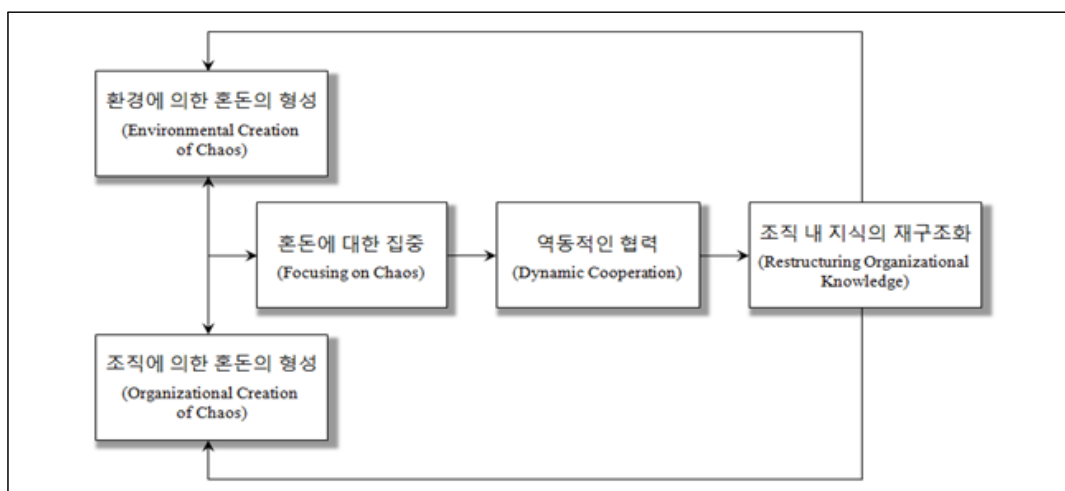 환경에 의한 혼돈의 형성
(Environmental Creation
of Chaos)
혼돈에 대한 집중
(Focusing on Chaos)
역동적인 협력
(Dynamic Cooperation)
조직 내 지식의 재구조화
(Restructuring Organizational
Knowledge)
조직에 의한 혼돈의 형성
(Organizational Creation
of Chaos)